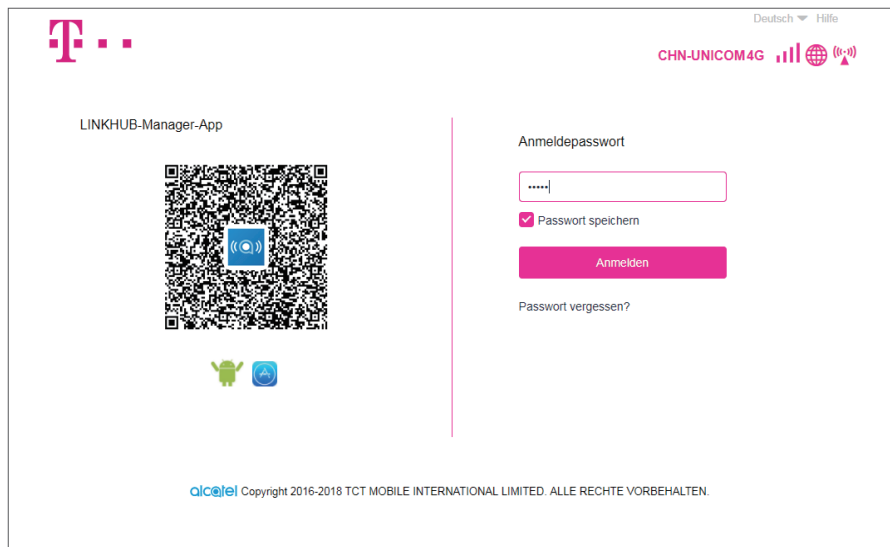 Deutsch Hilfe
T
CHN-UNICOM4G
LINKHUB-Manager-App
Anmeldepasswort
•••••
Passwort speichern
Anmelden
Passwort vergessen?
alcatel Copyright 2016-2018 TCT MOBILE INTERNATIONAL LIMITED. ALLE RECHTE VORBEHALTEN.